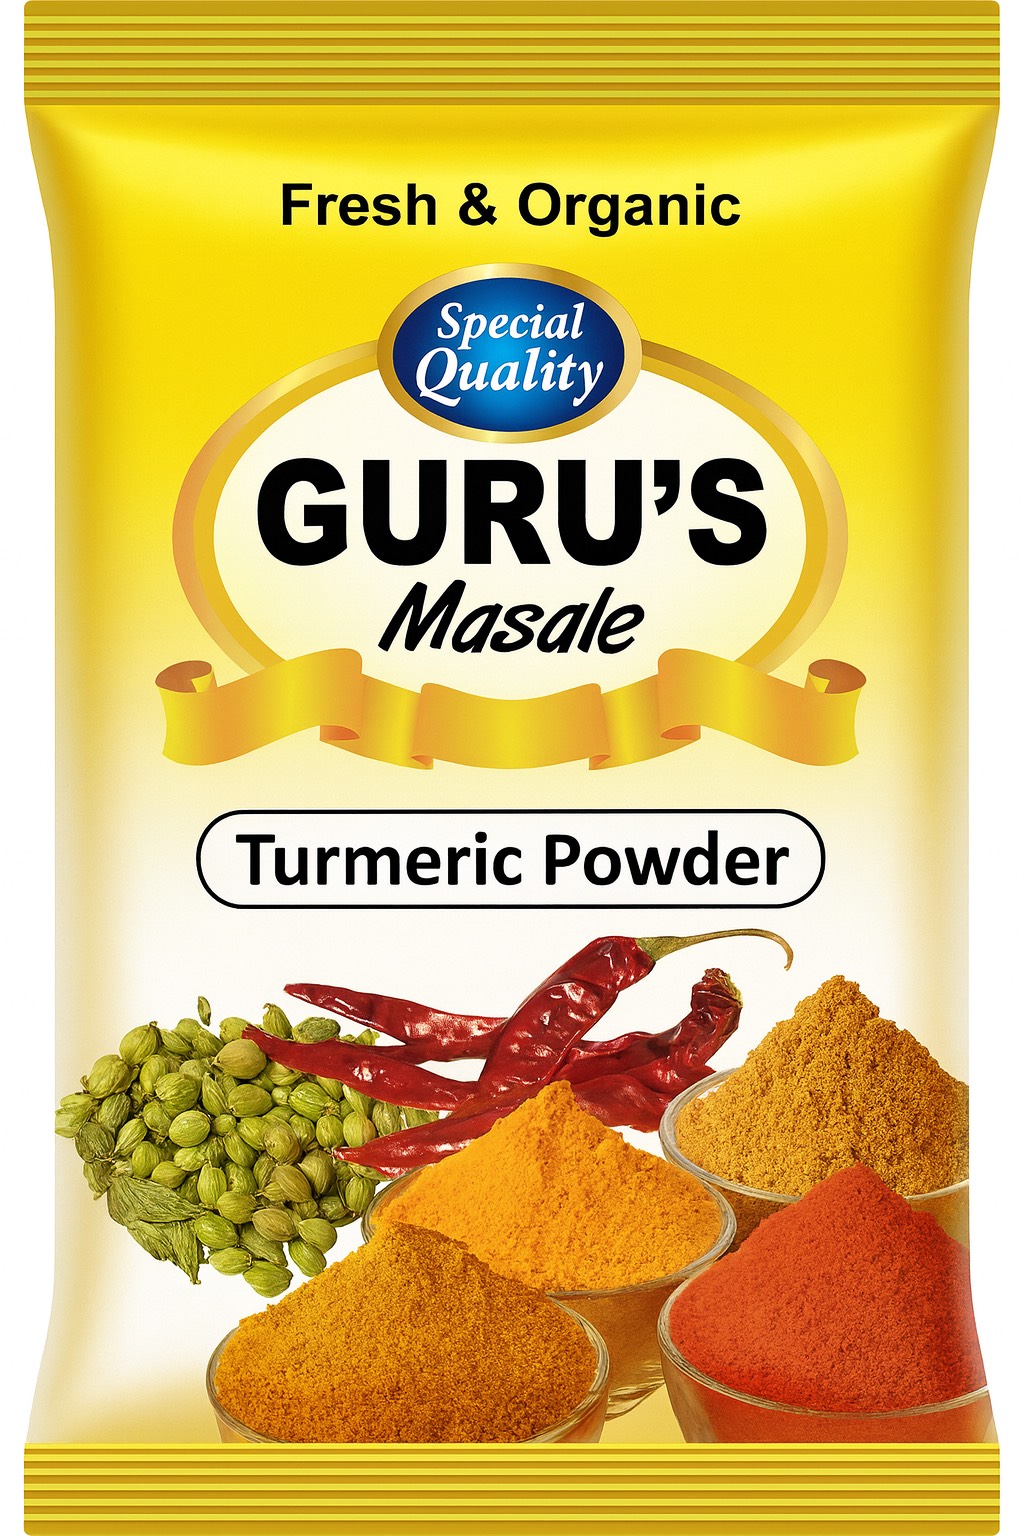 Fresh & Organic
Special
Quality
GURU'S
Masale
Turmeric Powder